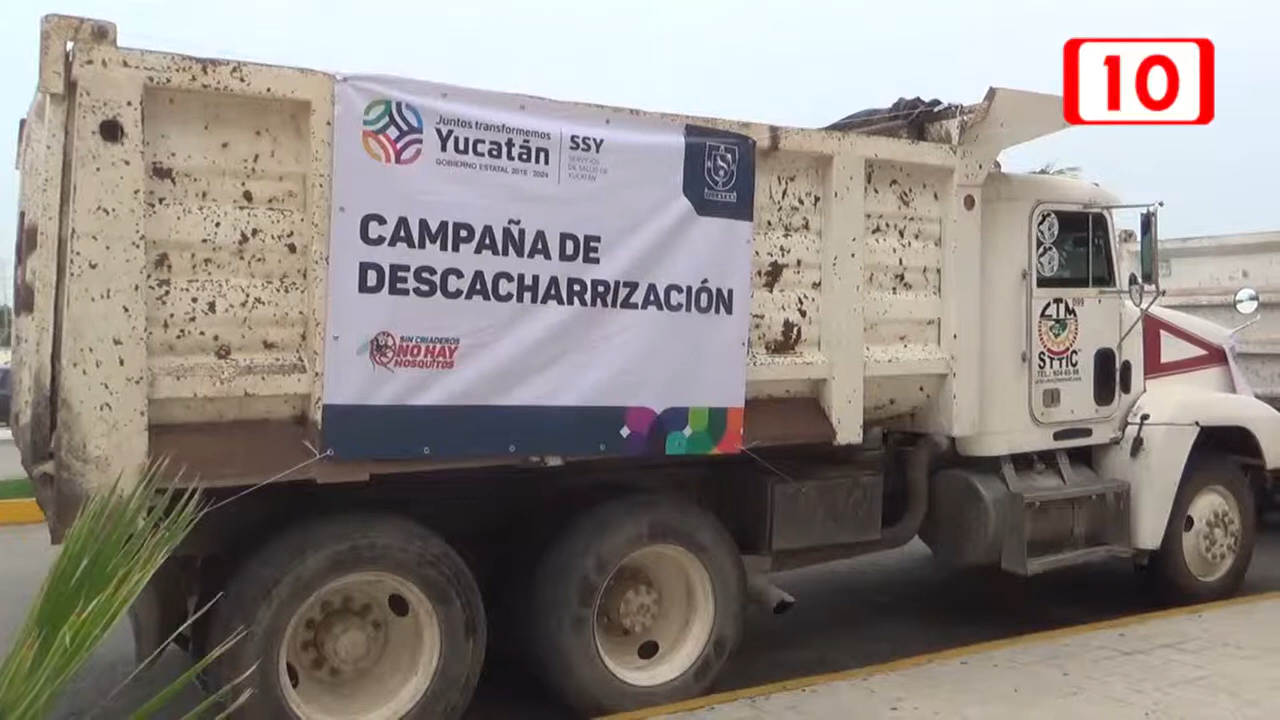 10
Juntos transformemos
Yucatán
GOBIERNO ESTATAL 2018 - 2024
SSY
SERVICIOS
DE SALUD DE
YUCATÁN
CAMPAÑA DE
DESCACHARRIZACIÓN
SIN CRIADEROS
NO HAY
MOSQUITOS
CTM
095
STTIC